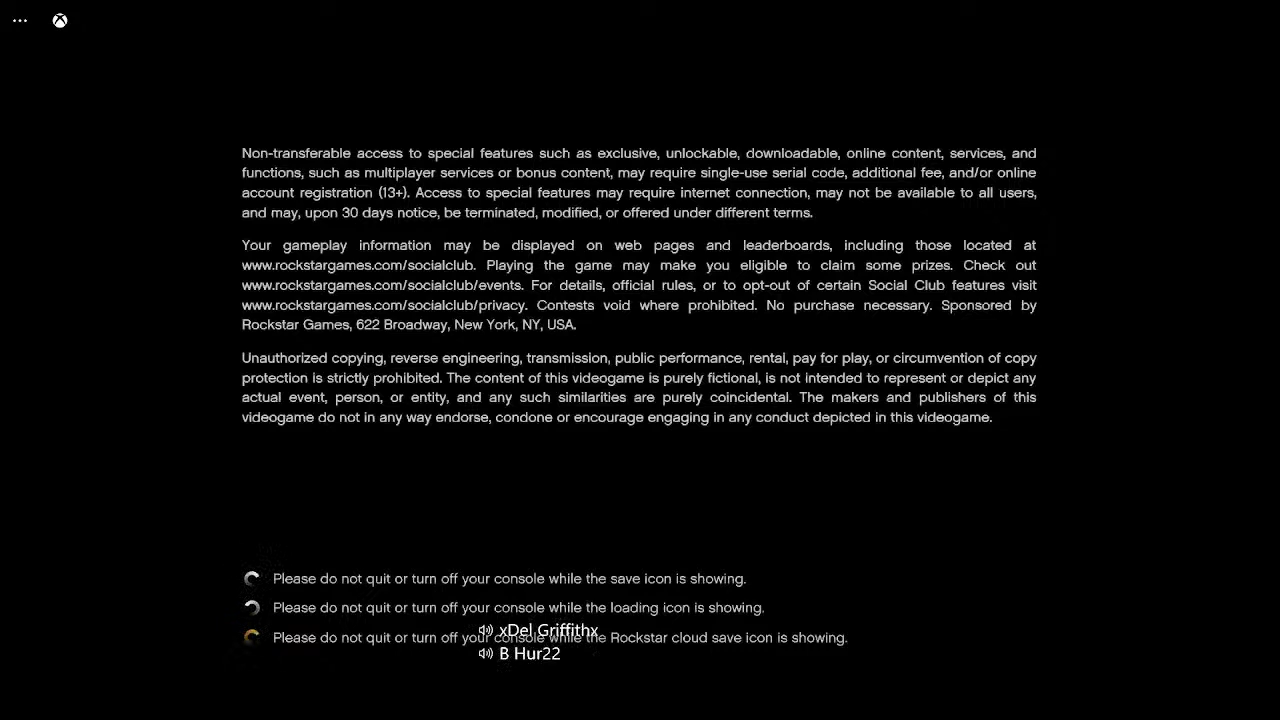 Non-transferable access to special features such as exclusive, unlockable, downloadable, online content, services, and
functions, such as multiplayer services or bonus content, may require single-use serial code, additional fee, and/or online
account registration (13+). Access to special features may require internet connection, may not be available to all users,
and may, upon 30 days notice, be terminated, modified, or offered under different terms.
Your gameplay information may be displayed on web pages and leaderboards, including those located at
www.rockstargames.com/socialclub. Playing the game may make you eligible to claim some prizes. Check out
www.rockstargames.com/socialclub/events. For details, official rules, or to opt-out of certain Social Club features visit
www.rockstargames.com/socialclub/privacy. Contests void where prohibited. No purchase necessary. Sponsored by
Rockstar Games, 622 Broadway, New York, NY, USA.
Unauthorized copying, reverse engineering, transmission, public performance, rental, pay for play, or circumvention of copy
protection is strictly prohibited. The content of this videogame is purely fictional, is not intended to represent or depict any
actual event, person, or entity, and any such similarities are purely coincidental. The makers and publishers of this
videogame do not in any way endorse, condone or encourage engaging in any conduct depicted in this videogame.
Please do not quit or turn off your console while the save icon is showing.
Please do not quit or turn off your console while the loading icon is showing.
xDel Griffithx
Please do not quit or turn off your console while the Rockstar cloud save icon is showing.
B Hur22